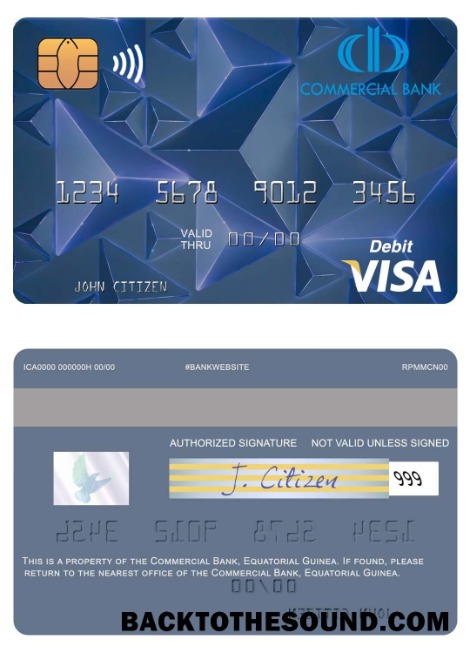 COMMERCIAL BANK
1234 5678 9012 3456
VALID
THRU 00/00
Debit
JOHN CITIZEN
VISA
ICA0000 000000H 00/00 #BANKWEBSITE RPMMCN00
AUTHORIZED SIGNATURE NOT VALID UNLESS SIGNED
J. Citizen 999
THIS IS A PROPERTY OF THE COMMERCIAL BANK, EQUATORIAL GUINEA. IF FOUND, PLEASE
RETURN TO THE NEAREST OFFICE OF THE COMMERCIAL BANK, EQUATORIAL GUINEA.
00/00
BACKTOTHESOUND.COM